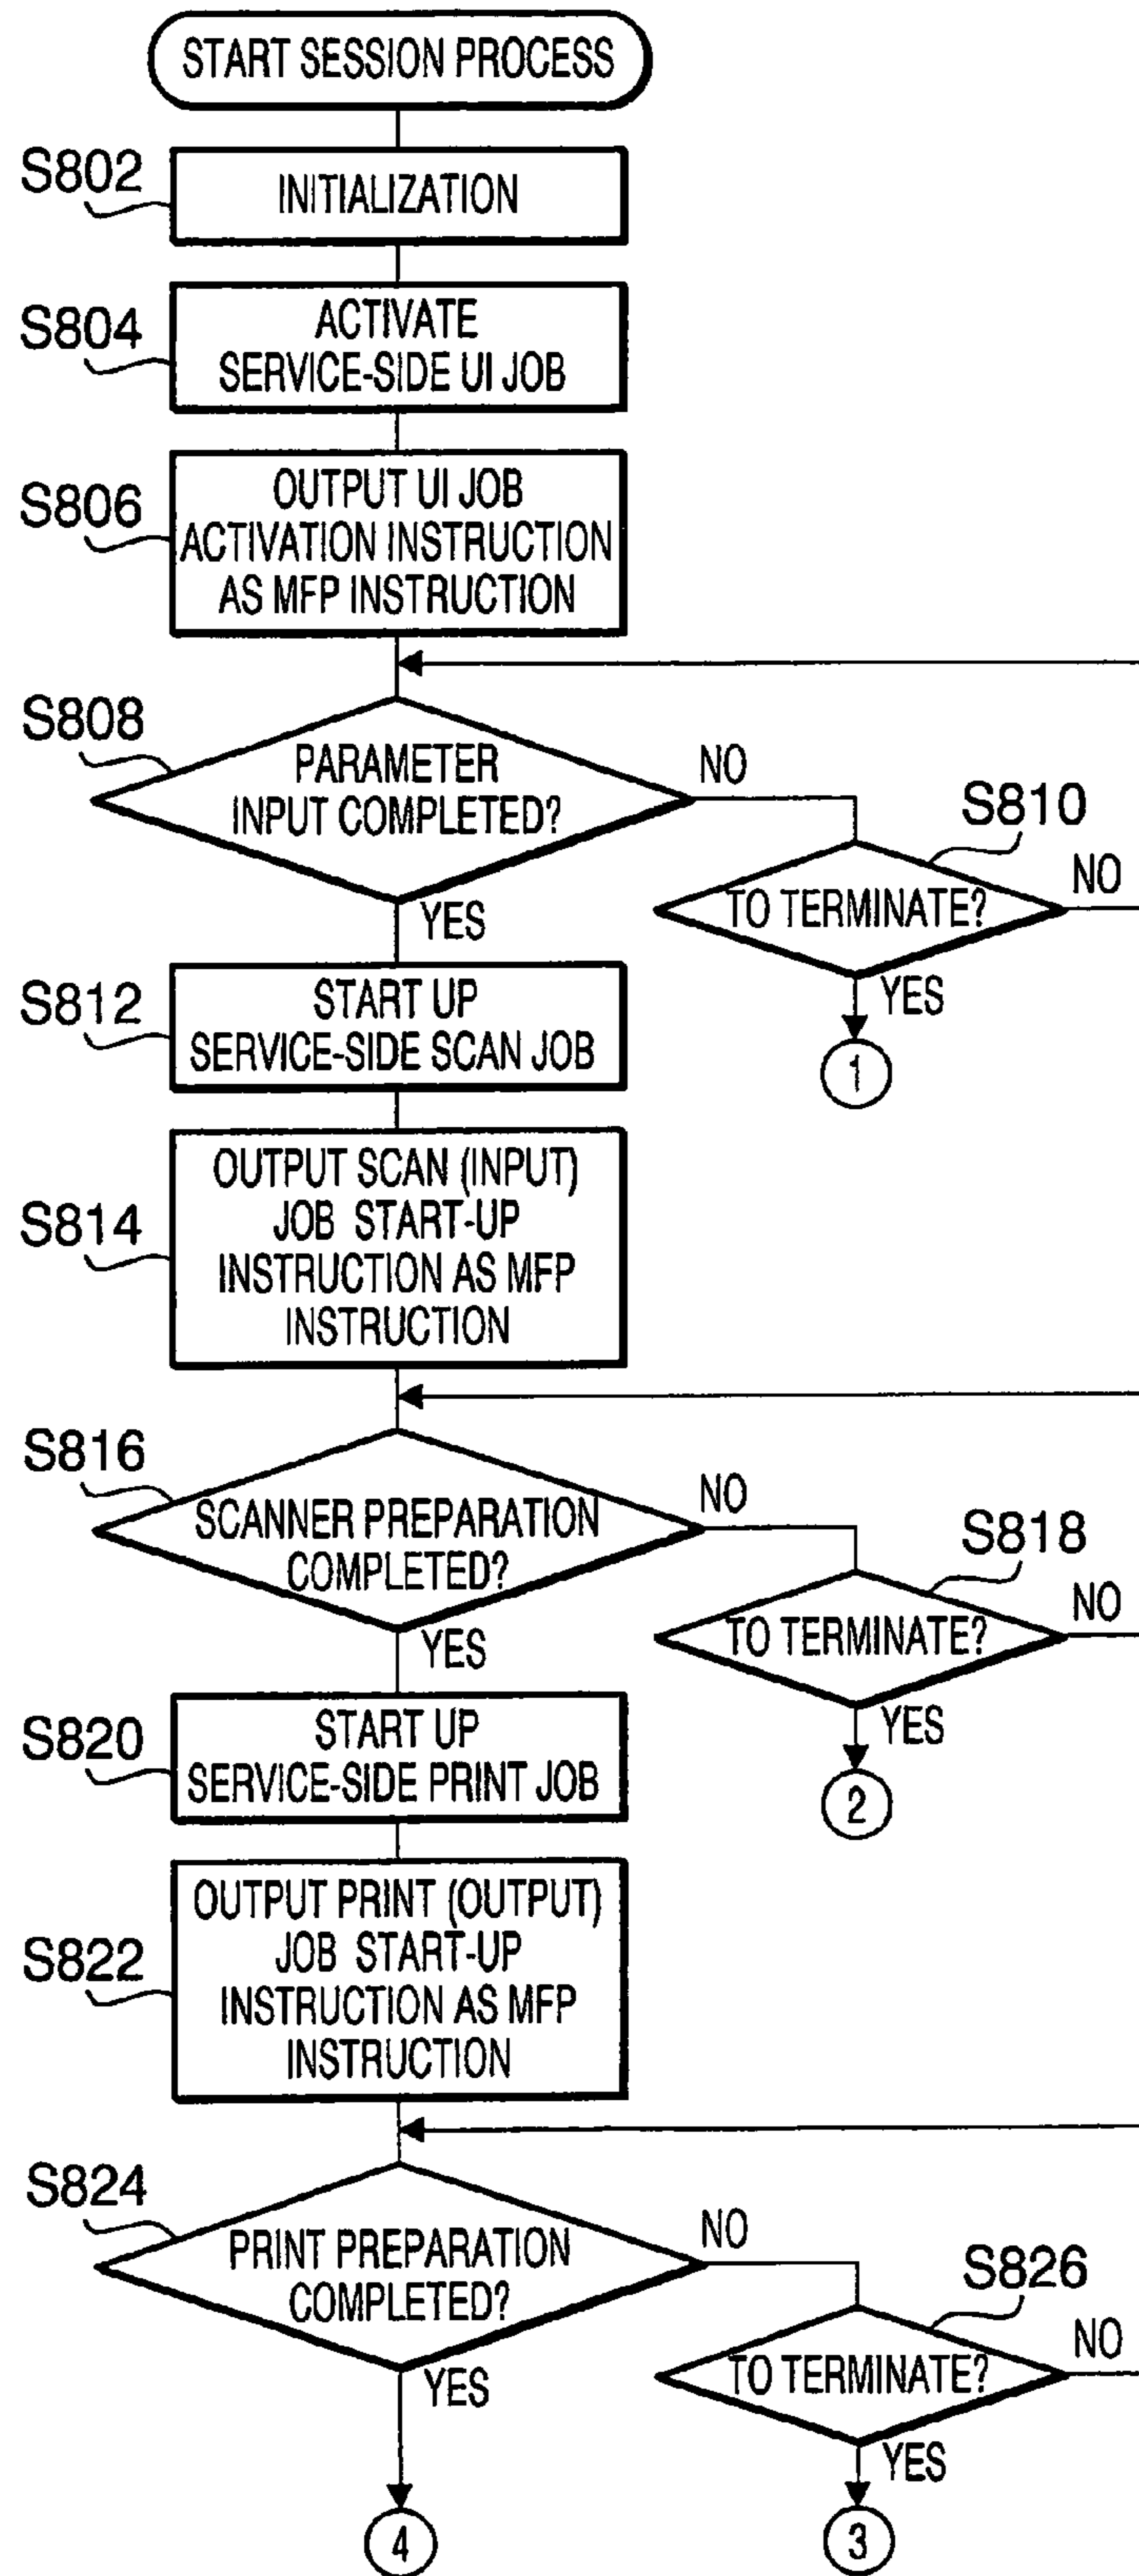 START SESSION PROCESS
S802
INITIALIZATION
S804
ACTIVATE
SERVICE-SIDE UI JOB
S806
OUTPUT UI JOB
ACTIVATION INSTRUCTION
AS MFP INSTRUCTION
S808
PARAMETER
INPUT COMPLETED?
NO
YES
S810
TO TERMINATE?
NO
YES
1
S812
START UP
SERVICE-SIDE SCAN JOB
S814
OUTPUT SCAN (INPUT)
JOB START-UP
INSTRUCTION AS MFP
INSTRUCTION
S816
SCANNER PREPARATION
COMPLETED?
NO
YES
S818
TO TERMINATE?
NO
YES
2
S820
START UP
SERVICE-SIDE PRINT JOB
S822
OUTPUT PRINT (OUTPUT)
JOB START-UP
INSTRUCTION AS MFP
INSTRUCTION
S824
PRINT PREPARATION
COMPLETED?
NO
YES
4
S826
TO TERMINATE?
NO
YES
3